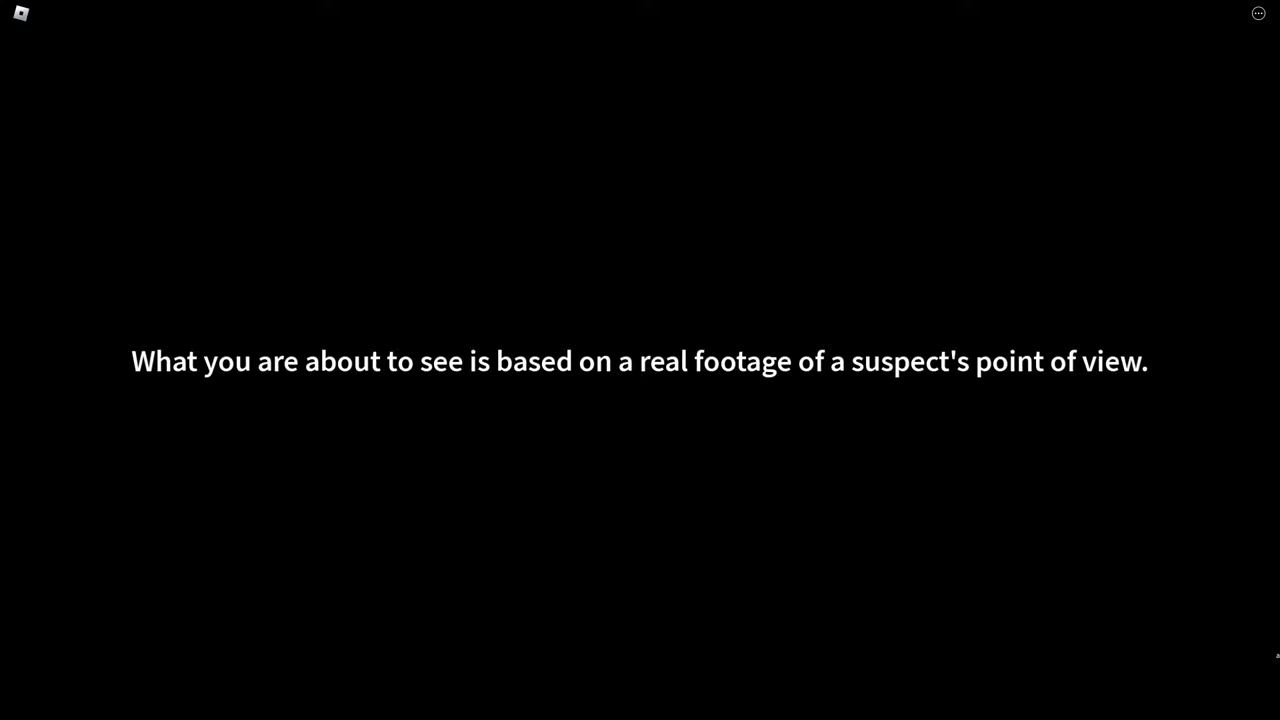 What you are about to see is based on a real footage of a suspect's point of view.